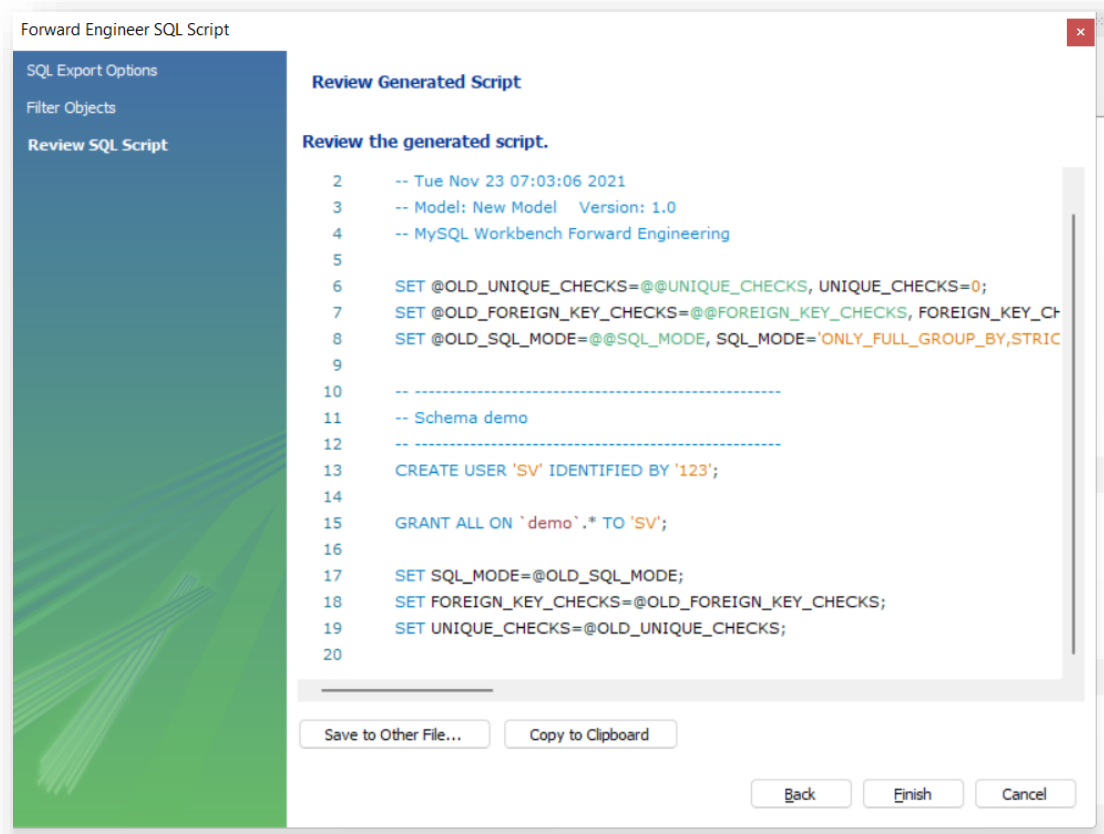 Forward Engineer SQL Script
SQL Export Options
Filter Objects
Review SQL Script
Review Generated Script
Review the generated script.
2 -- Tue Nov 23 07:03:06 2021
3 -- Model: New Model    Version: 1.0
4 -- MySQL Workbench Forward Engineering
5
6 SET @OLD_UNIQUE_CHECKS=@@UNIQUE_CHECKS, UNIQUE_CHECKS=0;
7 SET @OLD_FOREIGN_KEY_CHECKS=@@FOREIGN_KEY_CHECKS, FOREIGN_KEY_CH
8 SET @OLD_SQL_MODE=@@SQL_MODE, SQL_MODE='ONLY_FULL_GROUP_BY,STRIC
9
10 -- -----------------------------------------------------
11 -- Schema demo
12 -- -----------------------------------------------------
13 CREATE USER 'SV' IDENTIFIED BY '123';
14
15 GRANT ALL ON `demo`.* TO 'SV';
16
17 SET SQL_MODE=@OLD_SQL_MODE;
18 SET FOREIGN_KEY_CHECKS=@OLD_FOREIGN_KEY_CHECKS;
19 SET UNIQUE_CHECKS=@OLD_UNIQUE_CHECKS;
20
Save to Other File... Copy to Clipboard
Back Finish Cancel